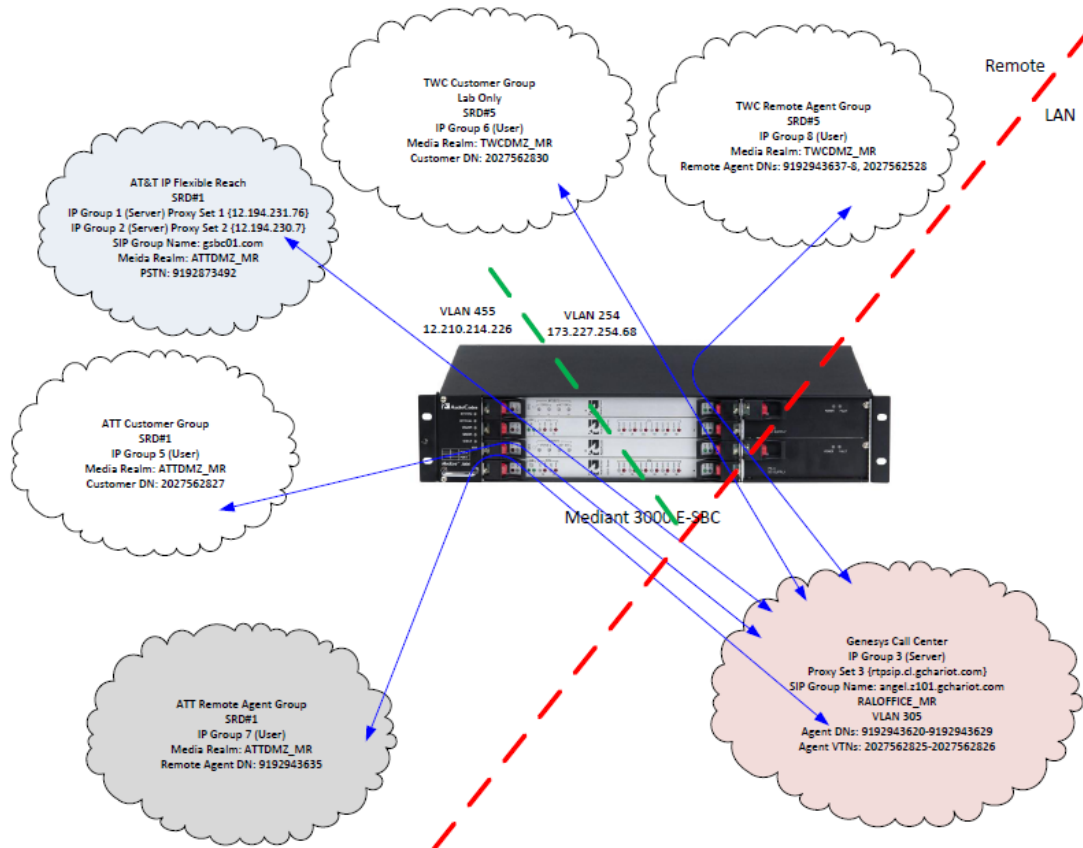 Remote
LAN
TWC Customer Group
Lab Only
SRD#5
IP Group 6 (User)
Media Realm: TWCDMZ_MR
Customer DN: 2027562830
TWC Remote Agent Group
SRD#5
IP Group 8 (User)
Media Realm: TWCDMZ_MR
Remote Agent DNs: 9192943637-8, 2027562528
AT&T IP Flexible Reach
SRD#1
IP Group 1 (Server) Proxy Set 1 {12.194.231.76}
IP Group 2 (Server) Proxy Set 2 {12.194.230.7}
SIP Group Name: gsbc01.com
Meida Realm: ATTDMZ_MR
PSTN: 9192873492
VLAN 455
12.210.214.226
VLAN 254
173.227.254.68
AudioCodes
ATT Customer Group
SRD#1
IP Group 5 (User)
Media Realm: ATTDMZ_MR
Customer DN: 2027562827
Mediant 3000 E-SBC
ATT Remote Agent Group
SRD#1
IP Group 7 (User)
Media Realm: ATTDMZ_MR
Remote Agent DN: 9192943635
Genesys Call Center
IP Group 3 (Server)
Proxy Set 3 {rtpsip.cl.gchariot.com}
SIP Group Name: angel.z101.gchariot.com
RALOFFICE_MR
VLAN 305
Agent DNs: 9192943620-9192943629
Agent VTNs: 2027562825-2027562826